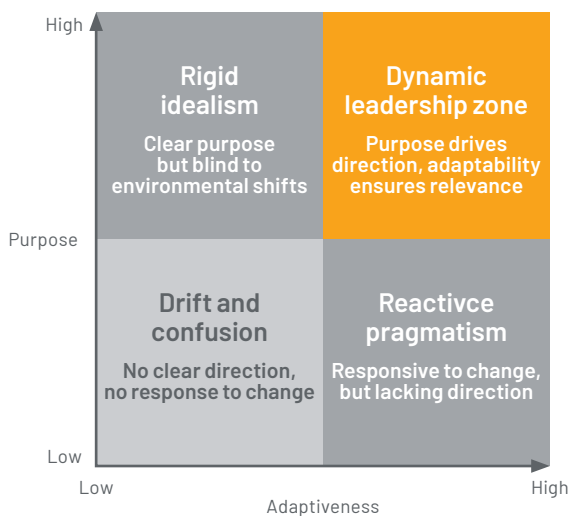 High
Rigid
idealism
Clear purpose
but blind to
environmental shifts
Dynamic
leadership zone
Purpose drives
direction, adaptability
ensures relevance
Purpose
Drift and
confusion
No clear direction,
no response to change
Reactivce
pragmatism
Responsive to change,
but lacking direction
Low
Low
Adaptiveness
High